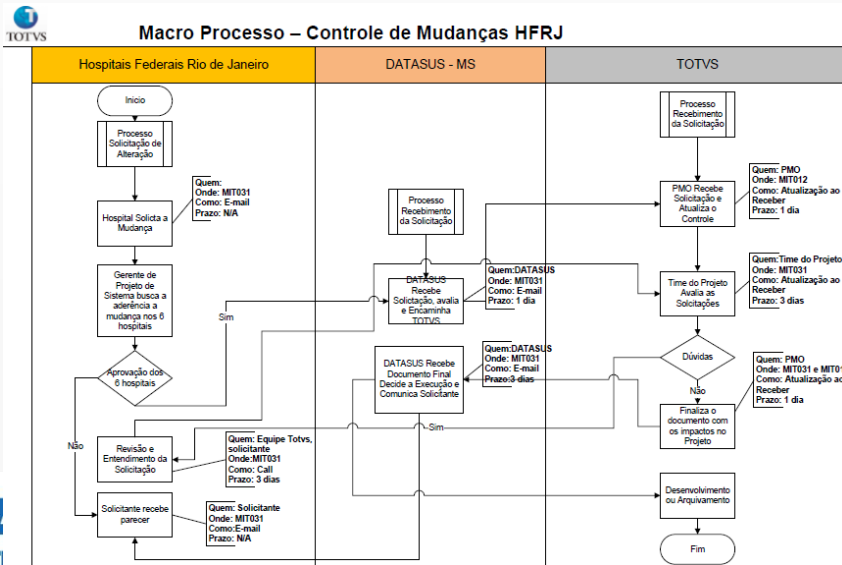 TOTVS
Macro Processo – Controle de Mudanças HFRJ
Hospitais Federais Rio de Janeiro
DATASUS - MS
TOTVS
Inicio
Processo
Solicitação de
Alteração
Quem:
Onde: MIT031
Como: E-mail
Prazo: N/A
Hospital Solicta a
Mudança
Gerente de
Projeto de
Sistema busca a
aderência a
mudança nos 6
hospitais
Sim
Aprovação dos
6 hospitais
Não
Revisão e
Entendimento da
Solicitação
Quem: Equipe Totvs,
solicitante
Onde:MIT031
Como: Call
Prazo: 3 dias
Solicitante recebe
parecer
Quem: Solicitante
Onde: MIT031
Como:E-mail
Prazo: N/A
Processo
Recebimento
da Solicitação
DATASUS
Recebe
Solicitação, avalia
e Encaminha
TOTVS
Quem:DATASUS
Onde: MIT031
Como: E-mail
Prazo: 1 dia
DATASUS Recebe
Documento Final
Decide a Execução e
Comunica Solicitante
Quem:DATASUS
Onde: MIT031
Como: E-mail
Prazo:3 dias
Sim
Processo
Recebimento
da Solicitação
PMO Recebe
Solicitação e
Atualiza o
Controle
Quem: PMO
Onde: MIT012
Como: Atualização ao
Receber
Prazo: 1 dia
Time do Projeto
Avalia as
Solcitações
Quem:Time do Projeto
Onde: MIT031
Como: Atualização ao
Receber
Prazo: 3 dias
Dúvidas
Não
Finaliza o
documento com
os impactos no
Projeto
Quem: PMO
Onde: MIT031 e
Como: Atualização ao
Receber
Prazo: 1 dia
Desenvolvimento
ou Arquivamento
Fim